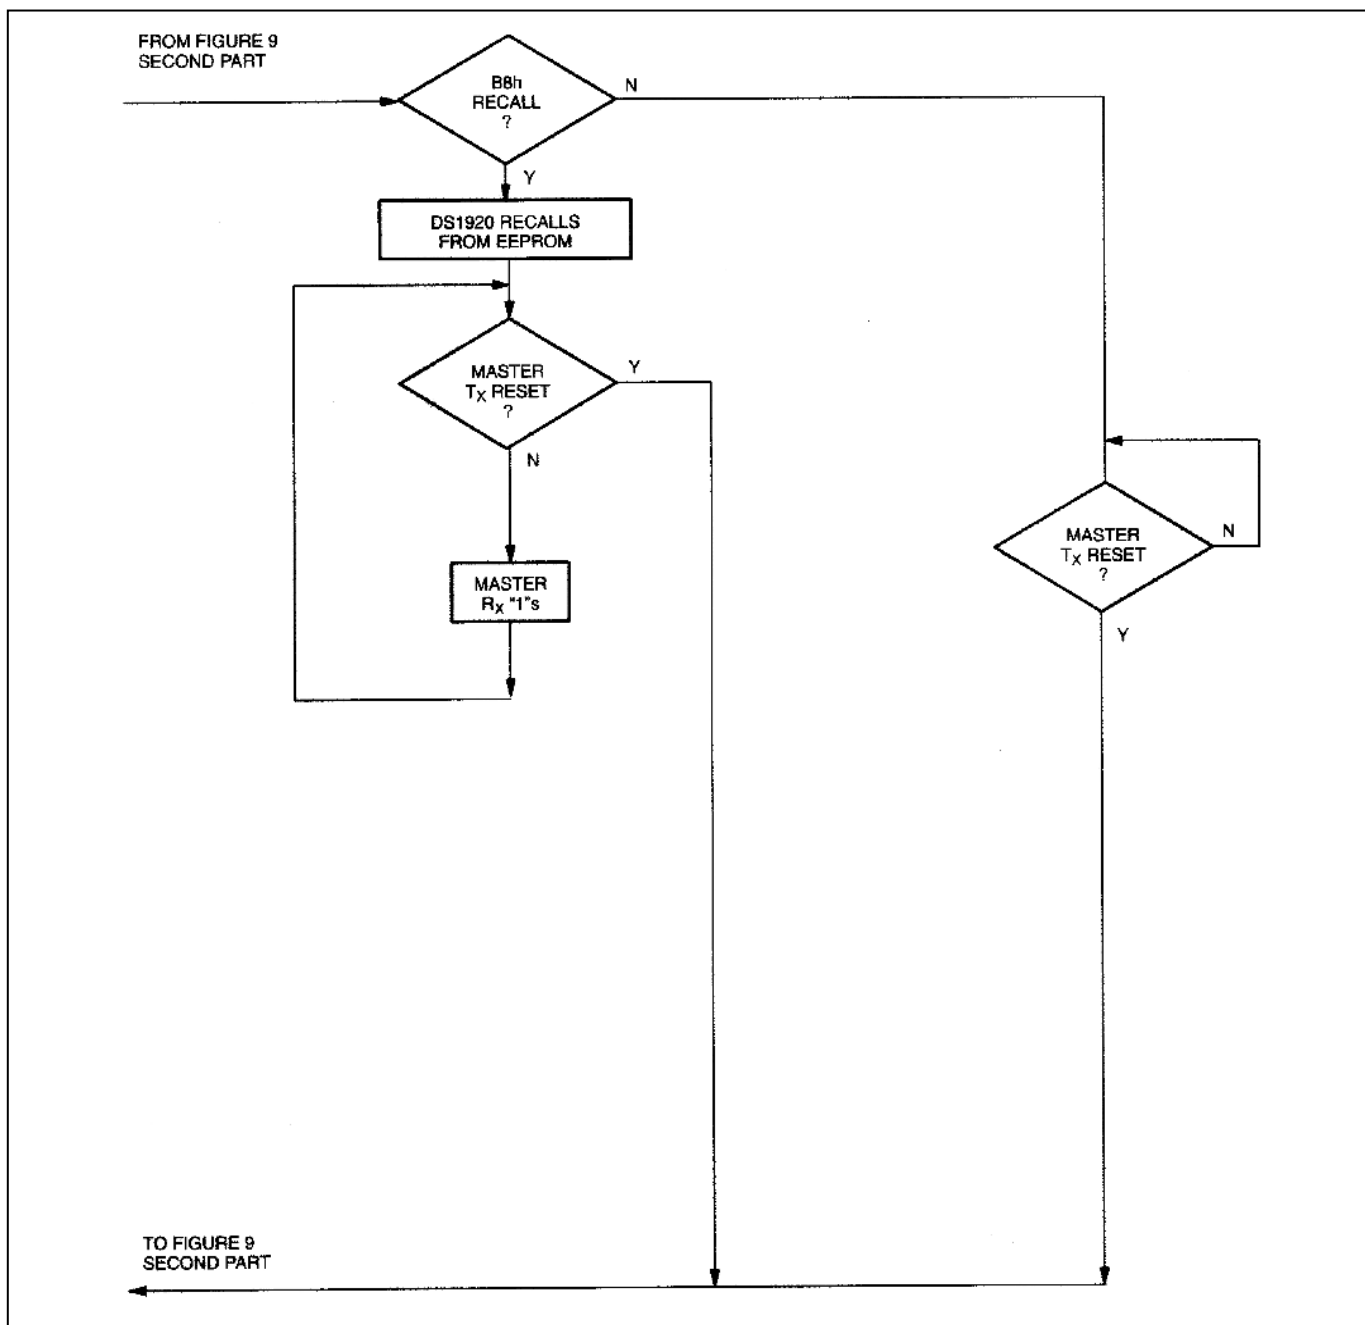 FROM FIGURE 9
SECOND PART
B8h
RECALL
?
N
Y
DS1920 RECALLS
FROM EEPROM
MASTER
TX RESET
?
Y
N
MASTER
RX "1"s
MASTER
TX RESET
?
N
Y
TO FIGURE 9
SECOND PART